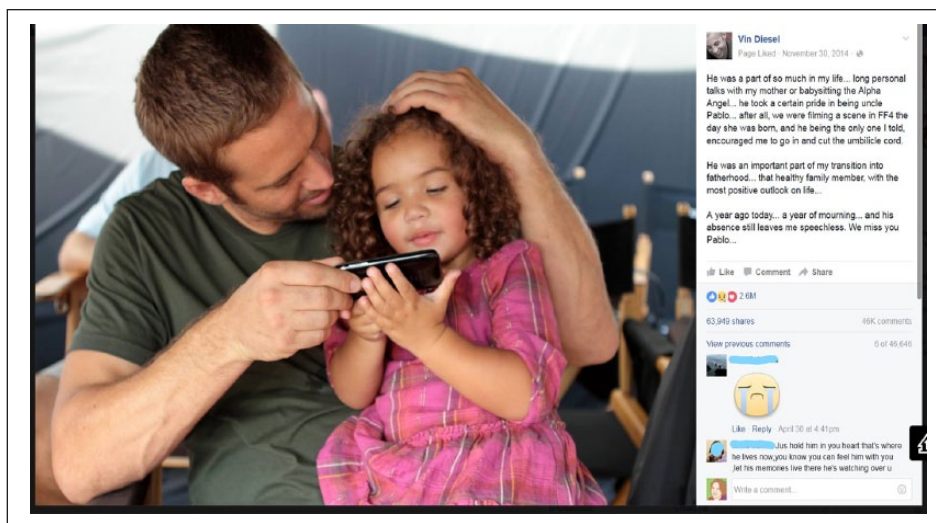 Vin Diesel
Page Liked · November 30, 2014 ·
He was a part of so much in my life... long personal
talks with my mother or babysitting the Alpha
Angel... he took a certain pride in being uncle
Pablo... after all, we were filming a scene in FF4 the
day she was born, and he being the only one I told,
encouraged me to go in and cut the umbilicle cord.
He was an important part of my transition into
fatherhood... that healthy family member, with the
most positive outlook on life...
A year ago today... a year of mourning... and his
absence still leaves me speechless. We miss you
Pablo...
Like Comment Share
2.6M
63,949 shares 46K comments
View previous comments 6 of 46,646
Like Reply April 30 at 4:41pm
Jus hold him in you heart that's where
he lives now,you know you can feel him with you
,let his memories live there he's watching over u
Write a comment...